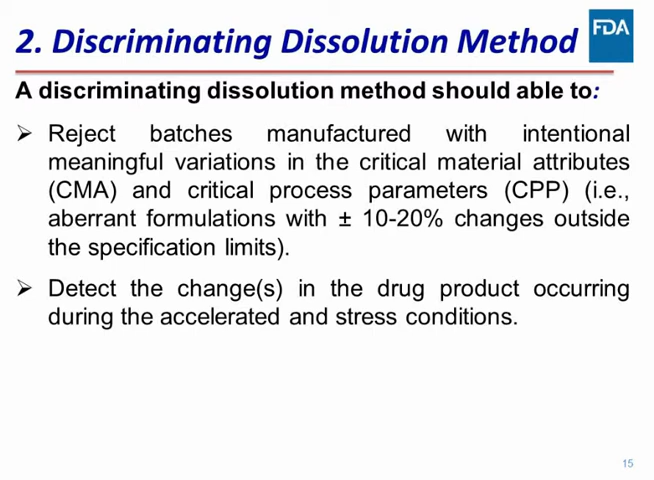 2. Discriminating Dissolution Method
FDA
A discriminating dissolution method should able to:
➢ Reject batches manufactured with intentional
meaningful variations in the critical material attributes
(CMA) and critical process parameters (CPP) (i.e.,
aberrant formulations with ± 10-20% changes outside
the specification limits).
➢ Detect the change(s) in the drug product occurring
during the accelerated and stress conditions.
15